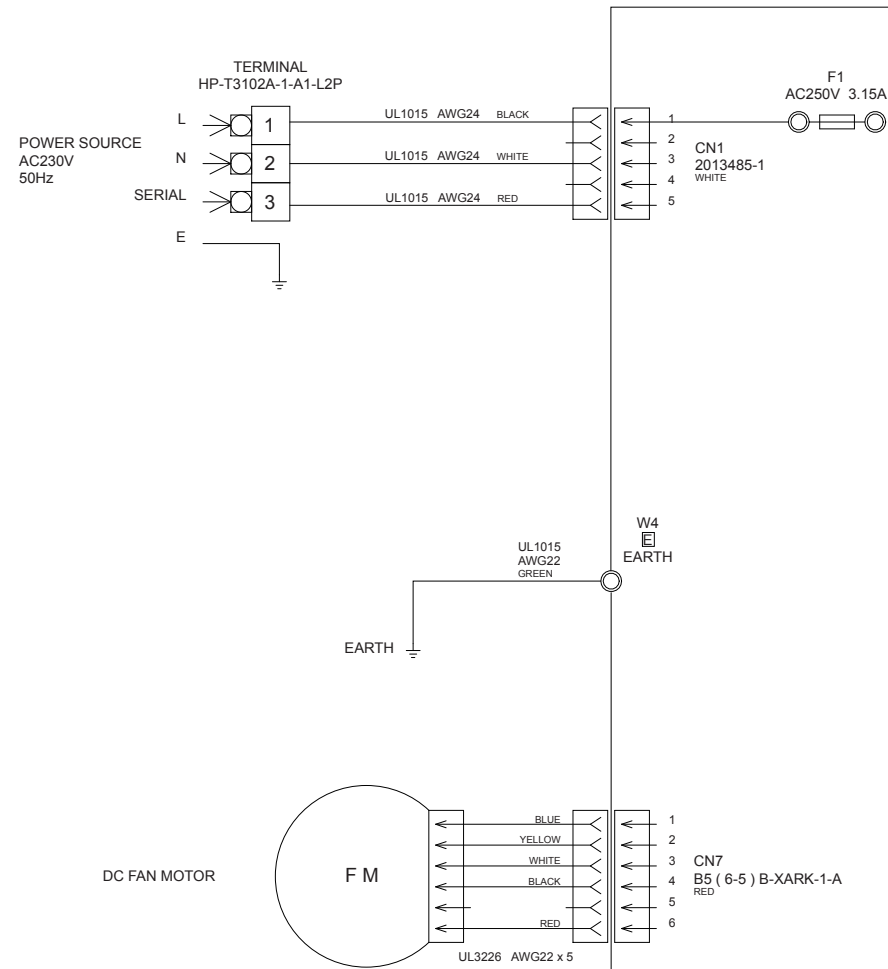 TERMINAL
HP-T3102A-1-A1-L2P
F1
AC250V 3.15A
POWER SOURCE
AC230V
50Hz
L
1
UL1015 AWG24 BLACK
1
N
2
UL1015 AWG24 WHITE
2
3
SERIAL
3
UL1015 AWG24 RED
4
5
CN1
2013485-1
WHITE
E
W4
E
EARTH
UL1015
AWG22
GREEN
EARTH
DC FAN MOTOR
F M
BLUE
1
YELLOW
2
WHITE
3
BLACK
4
5
RED
6
CN7
B5 ( 6-5 ) B-XARK-1-A
RED
UL3226 AWG22 x 5